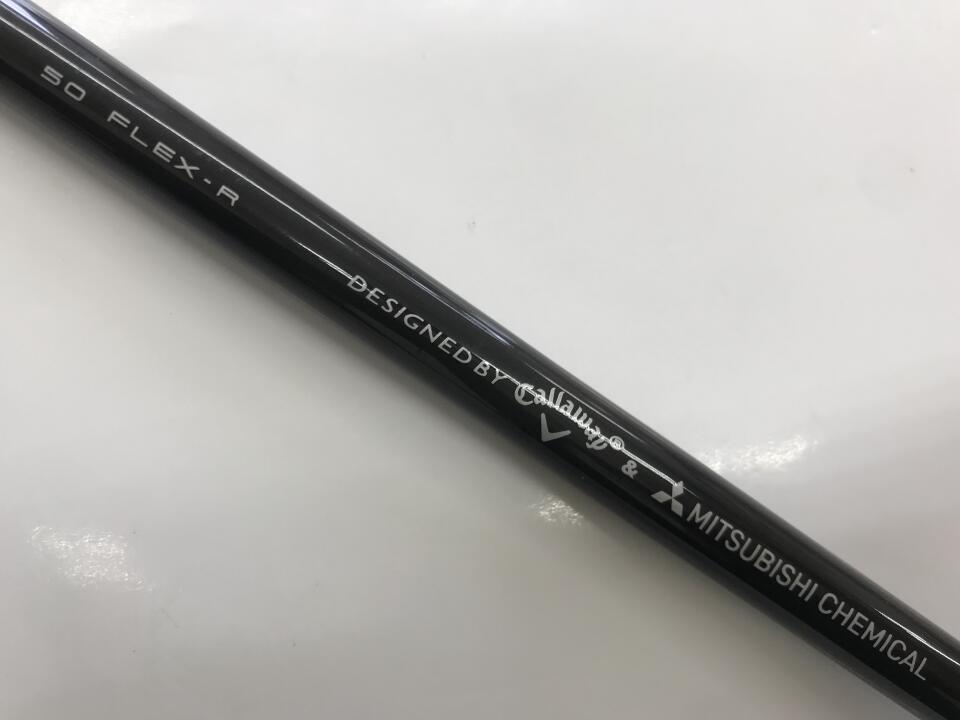 50 FLEX-R
DESIGNED BY Callaway® & MITSUBISHI CHEMICAL